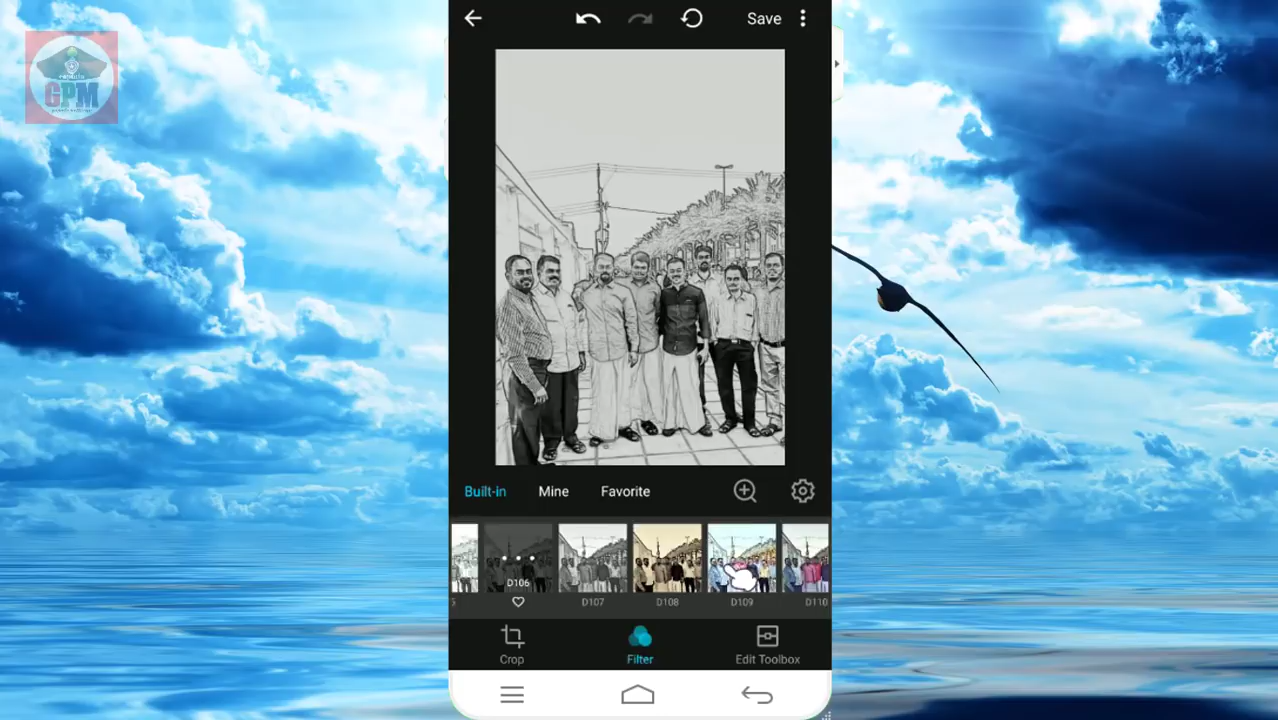 GPM
Save
Built-in
Mine
Favorite
D106
D107
D108
D109
D110
Crop
Filter
Edit Toolbox